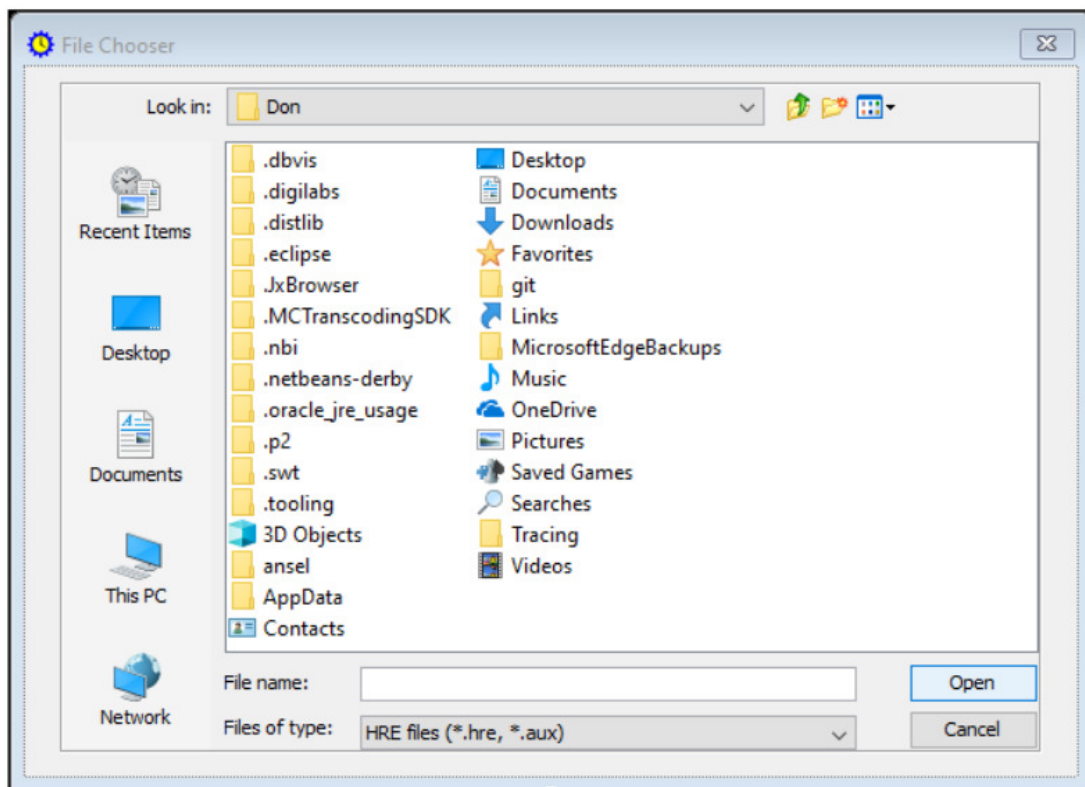 File Chooser
Look in: Don
Recent Items
Desktop
Documents
This PC
Network
.dbvis
.digilabs
.distlib
.eclipse
.JxBrowser
.MCTranscodingSDK
.nbi
.netbeans-derby
.oracle_jre_usage
.p2
.swt
.tooling
3D Objects
ansel
AppData
Contacts
Desktop
Documents
Downloads
Favorites
git
Links
MicrosoftEdgeBackups
Music
OneDrive
Pictures
Saved Games
Searches
Tracing
Videos
File name:
Open
Files of type: HRE files (*.hre, *.aux)
Cancel